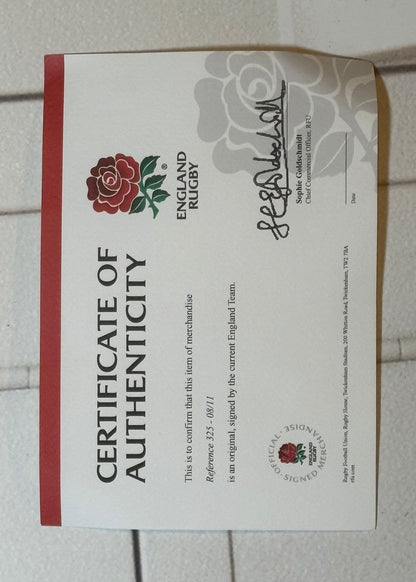 CERTIFICATE OF
AUTHENTICITY
ENGLAND
RUGBY
®
This is to confirm that this item of merchandise
Reference 325 - 08/11
is an original, signed by the current England Team.
Sophie Goldschmidt
Chief Commercial Officer, RFU
Date
·OFFICIAL·
SIGNED MERCHANDISE
ENGLAND
RUGBY
Rugby Football Union, Rugby House, Twickenham Stadium, 200 Whitton Road, Twickenham, TW2 7BA
rfu.com